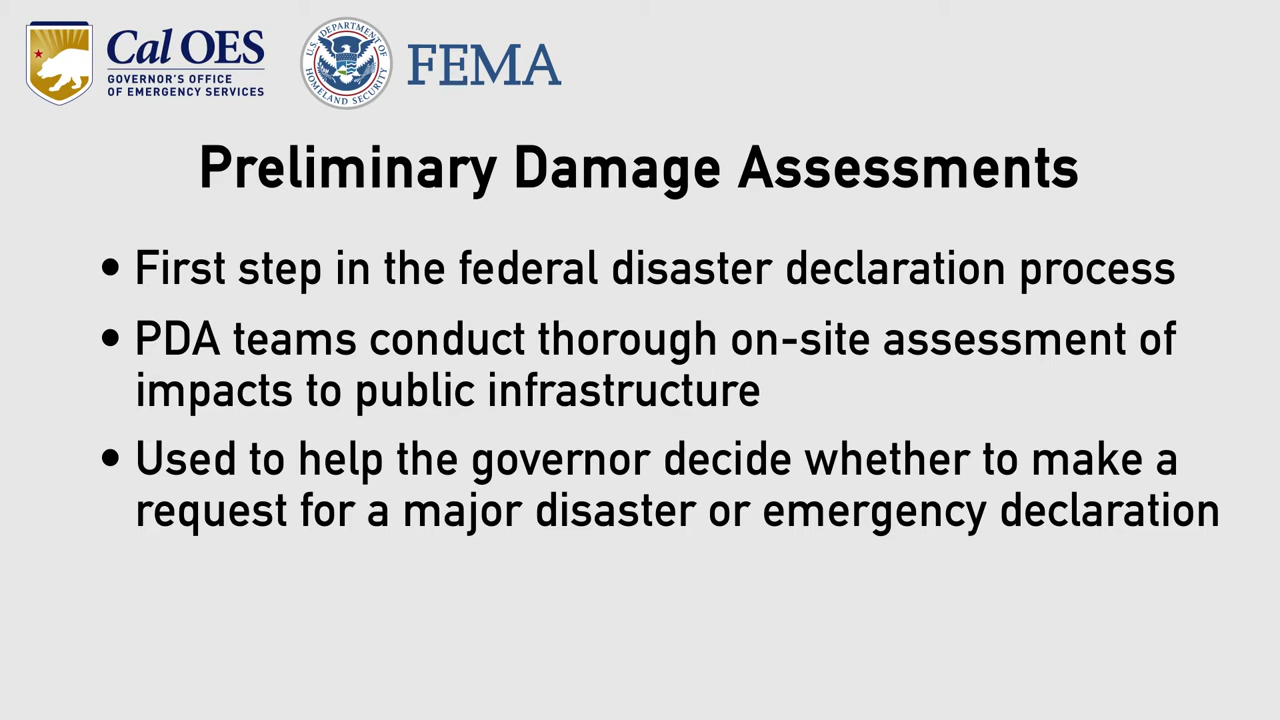 Cal OES
GOVERNOR'S OFFICE
OF EMERGENCY SERVICES
U.S. DEPARTMENT OF
HOMELAND SECURITY
FEMA
Preliminary Damage Assessments
• First step in the federal disaster declaration process
• PDA teams conduct thorough on-site assessment of
impacts to public infrastructure
• Used to help the governor decide whether to make a
request for a major disaster or emergency declaration